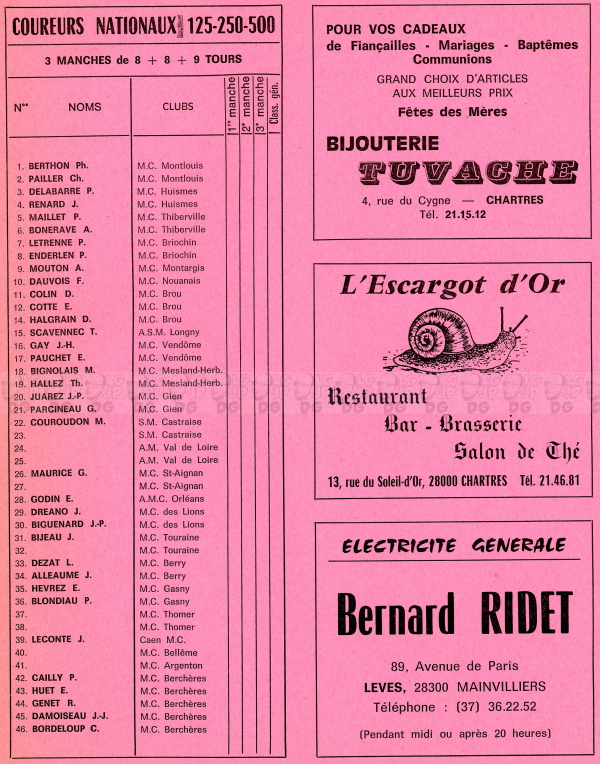 COUREURS NATIONAUX 125-250-500
3 MANCHES de 8 + 8 + 9 TOURS
N°° NOMS CLUBS 1re manche 2e manche 3e manche Class. gén.
1. BERTHON Ph. M.C. Montlouis
2. PAILLER Ch. M.C. Montlouis
3. DELABARRE P. M.C. Huismes
4. RENARD J. M.C. Huismes
5. MAILLET P. M.C. Thiberville
6. BONERAVE A. M.C. Thiberville
7. LETRENNE P. M.C. Briochin
8. ENDERLEN P. M.C. Briochin
9. MOUTON A. M.C. Montargis
10. DAUVOIS F. M.C. Nouanais
11. COLIN D. M.C. Brou
12. COTTE E. M.C. Brou
14. HALGRAIN D. M.C. Brou
15. SCAVENNEC T. A.S.M. Longny
16. GAY J.-H. M.C. Vendôme
17. PAUCHET E. M.C. Vendôme
18. BIGNOLAIS M. M.C. Mesland-Herb.
19. HALLEZ Th. M.C. Mesland-Herb.
20. JUAREZ J.-P. M.C. Gien
21. PARCINEAU G. M.C. Gien
22. COUROUDON M. S.M. Castraise
23. S.M. Castraise
24. A.M. Val de Loire
25. A.M. Val de Loire
26. MAURICE G. M.C. St-Aignan
27. M.C. St-Aignan
28. GODIN E. A.M.C. Orléans
29. DREANO J. M.C. des Lions
30. BIGUENARD J.-P. M.C. des Lions
31. BIJEAU J. M.C. Touraine
32. M.C. Touraine
33. DEZAT L. M.C. Berry
34. ALLEAUME J. M.C. Berry
35. HEVREZ E. M.C. Gasny
36. BLONDIAU P. M.C. Gasny
37. M.C. Thomer
38. M.C. Thomer
39. LECONTE J. Caen M.C.
40. M.C. Bellême
41. M.C. Argenton
42. CAILLY P. M.C. Berchères
43. HUET E. M.C. Berchères
44. GENET R. M.C. Berchères
45. DAMOISEAU J.-J. M.C. Berchères
46. BORDELOUP C. M.C. Berchères
POUR VOS CADEAUX
de Fiançailles - Mariages - Baptêmes
Communions
GRAND CHOIX D'ARTICLES
AUX MEILLEURS PRIX
Fêtes des Mères
BIJOUTERIE
TUVACHE
4, rue du Cygne — CHARTRES
Tél. 21.15.12
L'Escargot d'Or
Restaurant
Bar - Brasserie
Salon de Thé
13, rue du Soleil-d'Or, 28000 CHARTRES Tél. 21.46.81
ELECTRICITE GENERALE
Bernard RIDET
89, Avenue de Paris
LEVES, 28300 MAINVILLIERS
Téléphone : (37) 36.22.52
(Pendant midi ou après 20 heures)